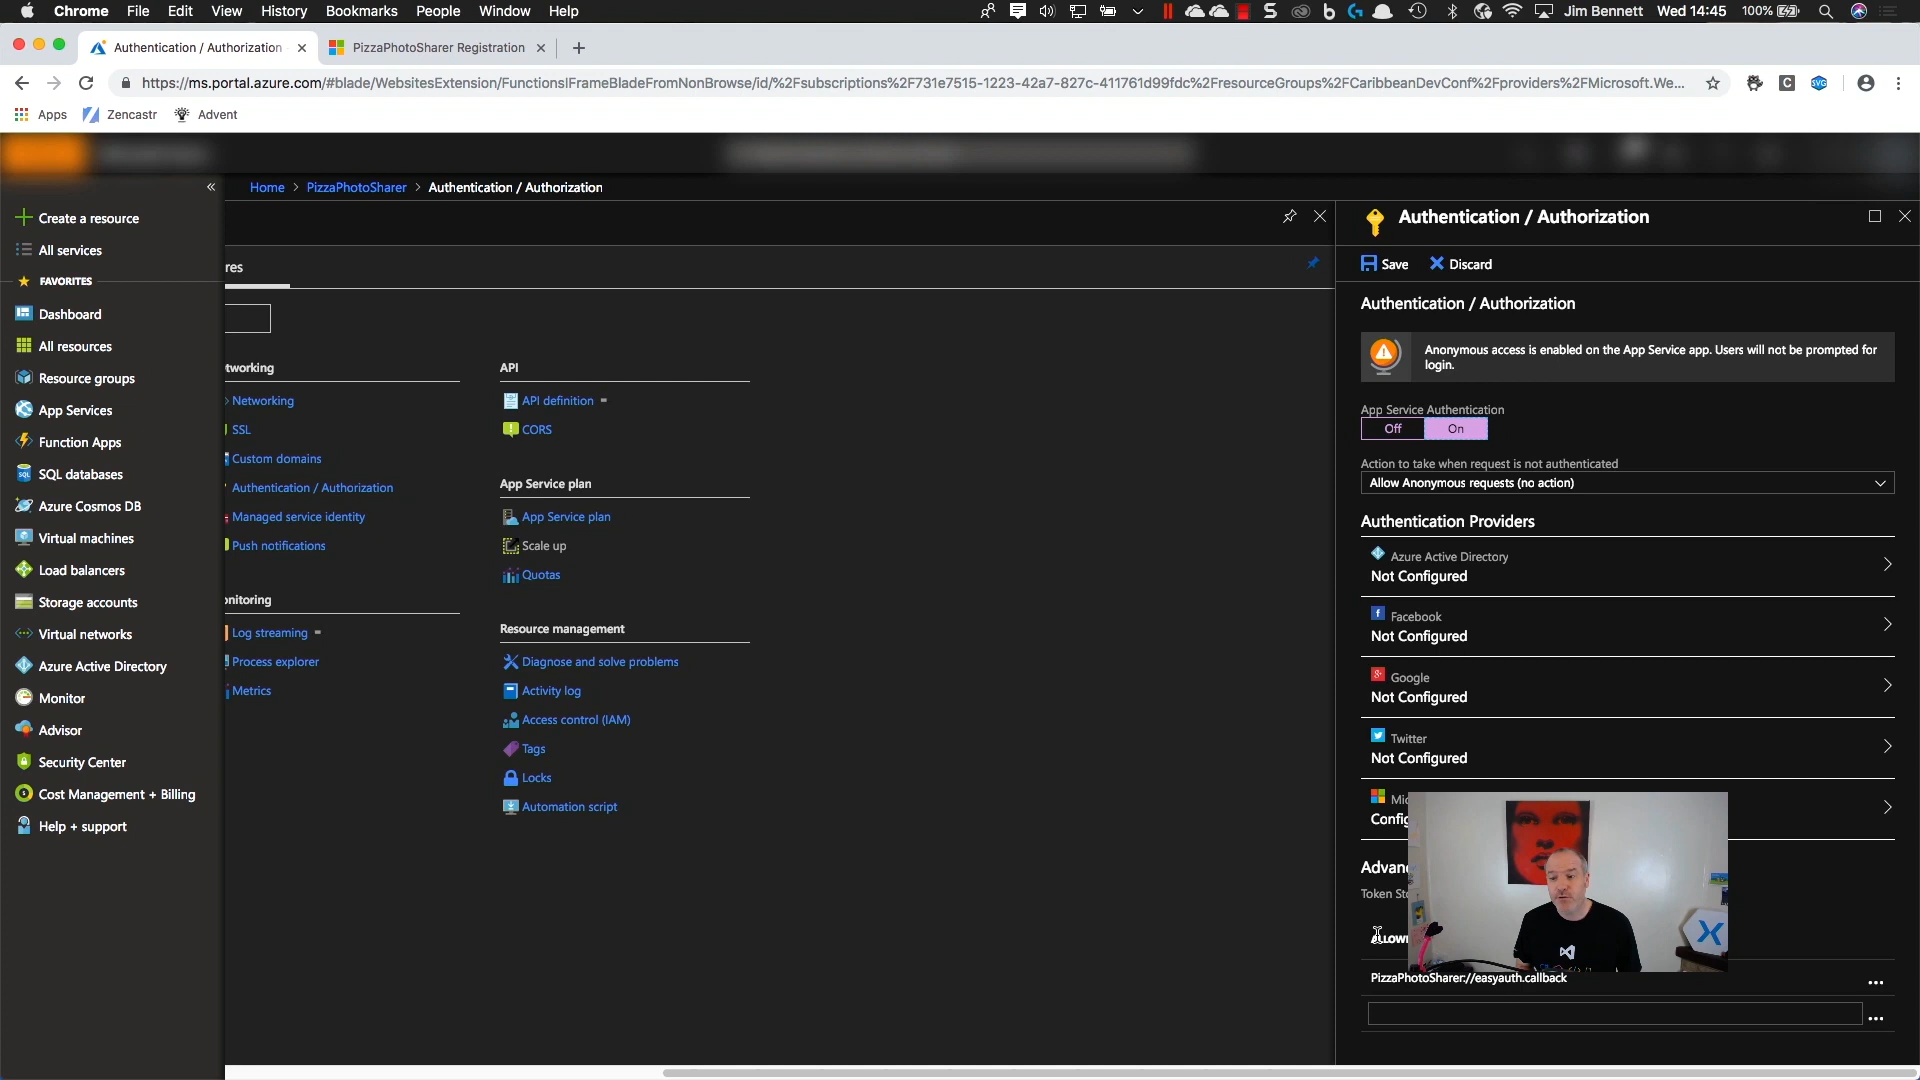 Chrome File Edit View History Bookmarks People Window Help Jim Bennett Wed 14:45 100%
Authentication / Authorization PizzaPhotoSharer Registration
https://ms.portal.azure.com/#blade/WebsitesExtension/FunctionsIFrameBladeFromNonBrowse/id/%2Fsubscriptions%2F731e7515-1223-42a7-827c-411761d99fdc%2FresourceGroups%2FCaribbeanDevConf%2Fproviders%2FMicrosoft.We...
Apps Zencastr Advent
Home > PizzaPhotoSharer > Authentication / Authorization
Create a resource
All services
FAVORITES
Dashboard
All resources
Resource groups
App Services
Function Apps
SQL databases
Azure Cosmos DB
Virtual machines
Load balancers
Storage accounts
Virtual networks
Azure Active Directory
Monitor
Advisor
Security Center
Cost Management + Billing
Help + support
res
tworking
Networking
SSL
Custom domains
Authentication / Authorization
Managed service identity
Push notifications
onitoring
Log streaming
Process explorer
Metrics
API
API definition
CORS
App Service plan
App Service plan
Scale up
Quotas
Resource management
Diagnose and solve problems
Activity log
Access control (IAM)
Tags
Locks
Automation script
Authentication / Authorization
Save Discard
Authentication / Authorization
Anonymous access is enabled on the App Service app. Users will not be prompted for
login.
App Service Authentication
Off On
Action to take when request is not authenticated
Allow Anonymous requests (no action)
Authentication Providers
Azure Active Directory
Not Configured
Facebook
Not Configured
Google
Not Configured
Twitter
Not Configured
Mic
Config
Advanc
Token Sto
ALLOW
PizzaPhotoSharer://easyauth.callback